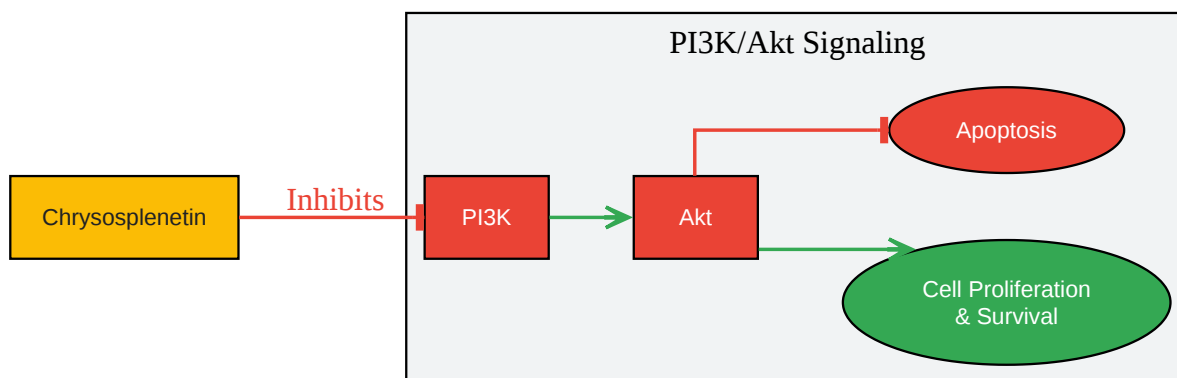 PI3K/Akt Signaling
Apoptosis
Chrysosplenetin
Inhibits
PI3K
Akt
Cell Proliferation
& Survival